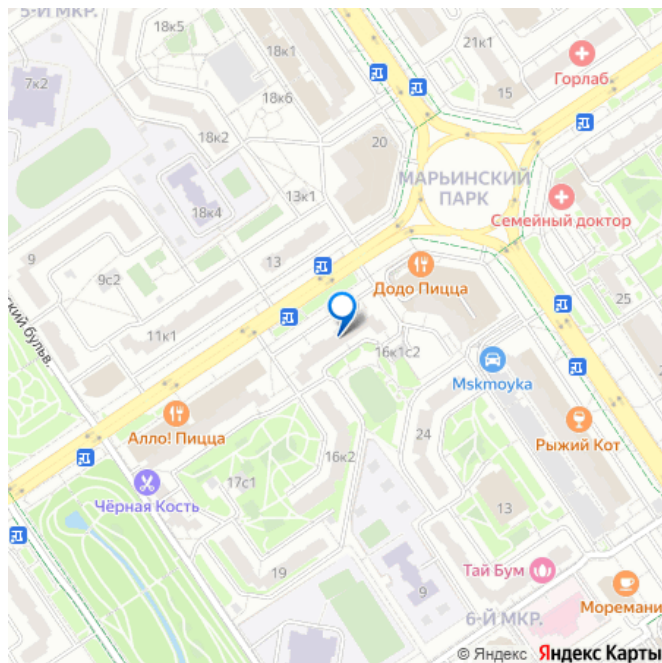 5-Й МКР.
18к5
18к1
21к1
Горлаб
7к2
18к6
15
18к2
20
МАРЬИНСКИЙ
ПАРК
13к1
18к4
Семейный доктор
9
13
9с2
Додо Пицца
25
ский бульв.
11к1
16к1с2
Mskmoyka
Алло! Пицца
24
Рыжий Кот
16к2
17с1
Чёрная Кость
13
19
Тай Бум
9
Моремани
6-Й МКР.
© Яндекс Яндекс Карты